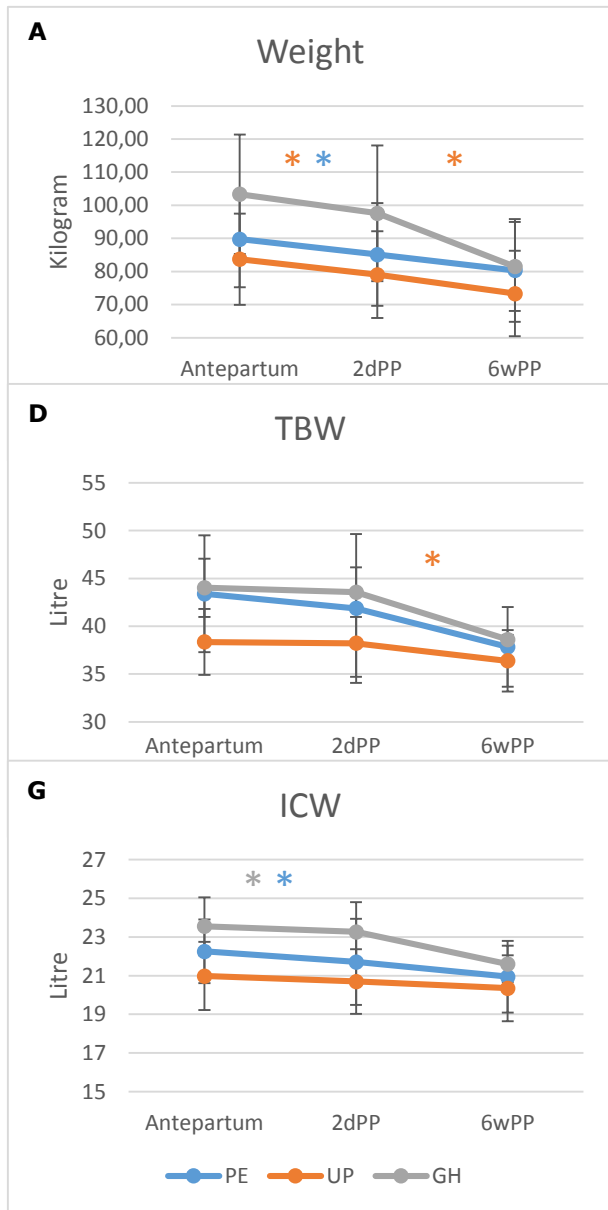 A
Weight
130,00
120,00
110,00
100,00
90,00
80,00
70,00
60,00
Kilogram
Antepartum 2dPP 6wPP
* * *
D
TBW
55
50
45
40
35
30
Litre
Antepartum 2dPP 6wPP
*
G
ICW
27
25
23
21
19
17
15
Litre
Antepartum 2dPP 6wPP
* *
PE UP GH